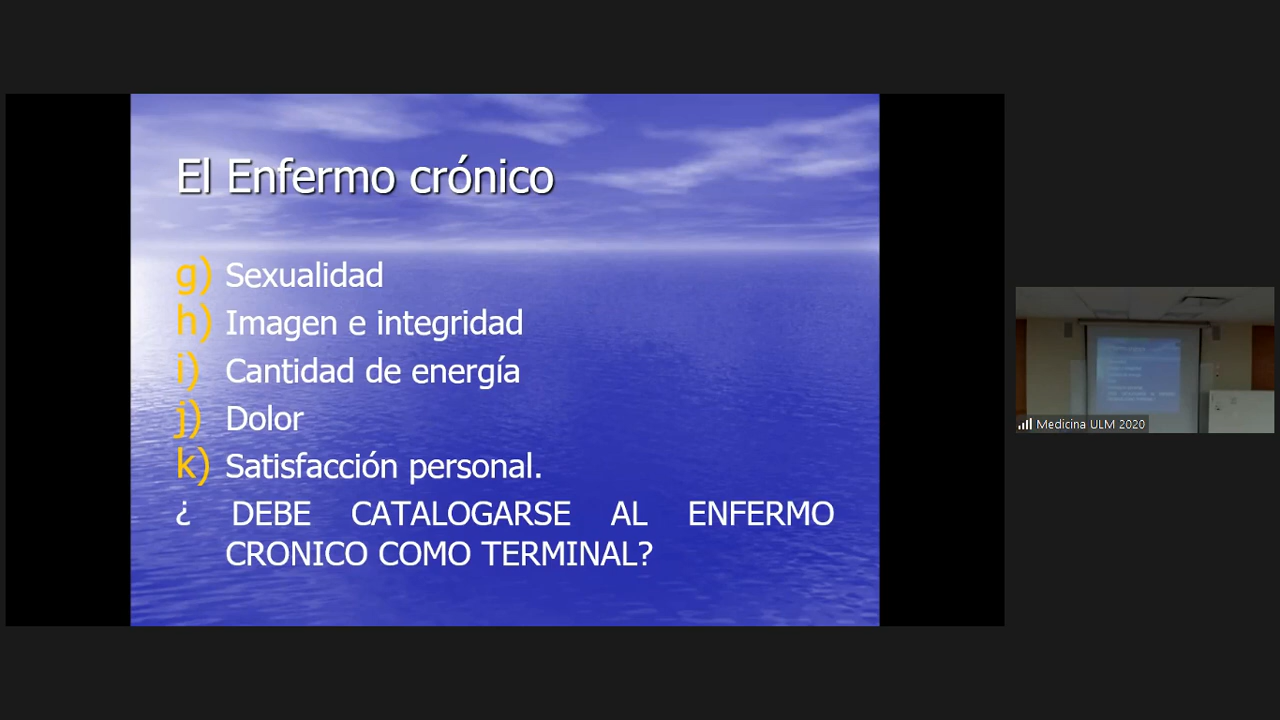 El Enfermo crónico
g) Sexualidad
h) Imagen e integridad
i) Cantidad de energía
j) Dolor
k) Satisfacción personal.
¿ DEBE CATALOGARSE AL ENFERMO
CRONICO COMO TERMINAL?
Medicina ULM 2020